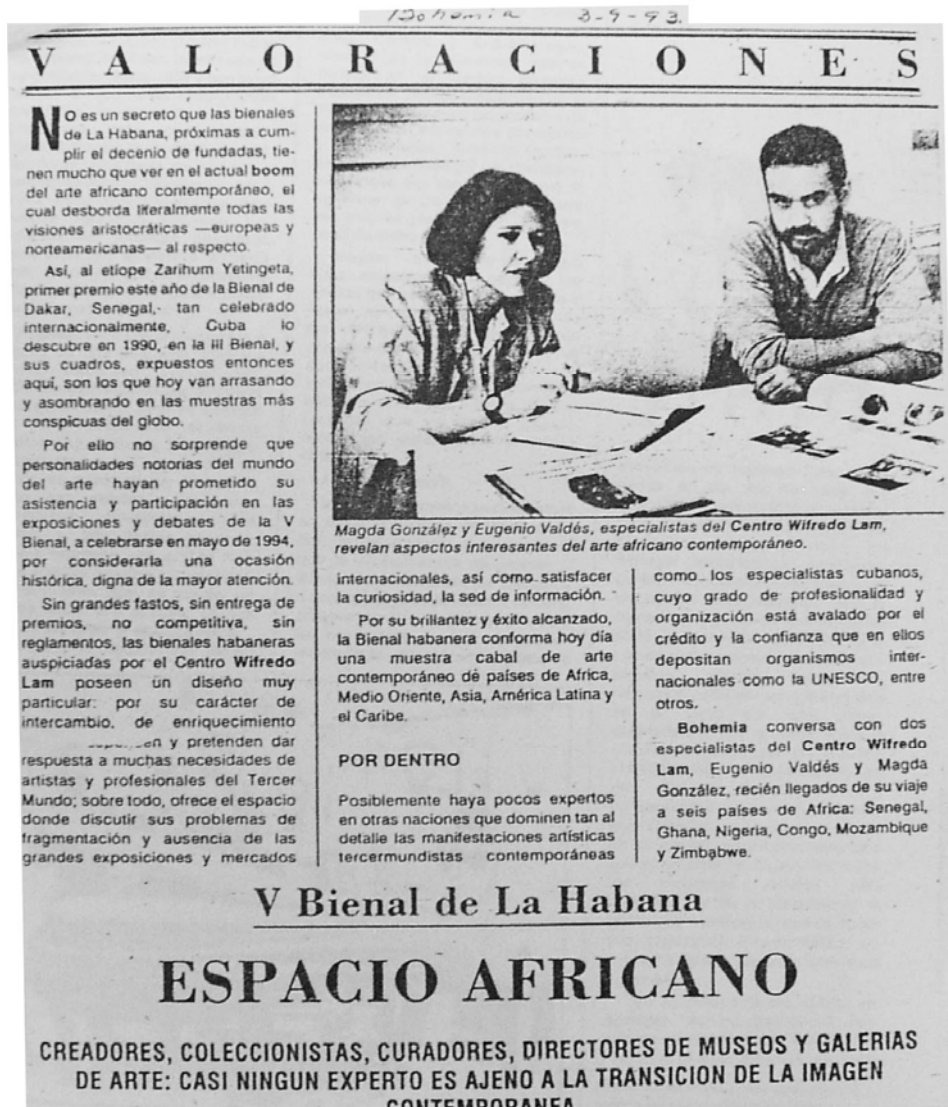 Bohemia 3-9-93.
VALORACIONES
NO es un secreto que las bienales
de La Habana, próximas a cum-
plir el decenio de fundadas, tie-
nen mucho que ver en el actual boom
del arte africano contemporáneo, el
cual desborda literalmente todas las
visiones aristocráticas —europeas y
norteamericanas— al respecto.
Así, al etíope Zarihum Yetingeta,
primer premio este año de la Bienal de
Dakar, Senegal, tan celebrado
internacionalmente, Cuba lo
descubre en 1990, en la III Bienal, y
sus cuadros, expuestos entonces
aquí, son los que hoy van arrasando
y asombrando en las muestras más
conspicuas del globo.
Por ello no sorprende que
personalidades notorias del mundo
del arte hayan prometido su
asistencia y participación en las
exposiciones y debates de la V
Bienal, a celebrarse en mayo de 1994,
por considerarla una ocasión
histórica, digna de la mayor atención.
Sin grandes fastos, sin entrega de
premios, no competitiva, sin
reglamentos, las bienales habaneras
auspiciadas por el Centro Wifredo
Lam poseen un diseño muy
particular: por su carácter de
intercambio, de enriquecimiento
y pretenden dar
respuesta a muchas necesidades de
artistas y profesionales del Tercer
Mundo; sobre todo, ofrece el espacio
donde discutir sus problemas de
fragmentación y ausencia de las
grandes exposiciones y mercados
Magda González y Eugenio Valdés, especialistas del Centro Wifredo Lam,
revelan aspectos interesantes del arte africano contemporáneo.
internacionales, así como satisfacer
la curiosidad, la sed de información.
Por su brillantez y éxito alcanzado,
la Bienal habanera conforma hoy día
una muestra cabal de arte
contemporáneo de países de Africa,
Medio Oriente, Asia, América Latina y
el Caribe.
POR DENTRO
Posiblemente haya pocos expertos
en otras naciones que dominen tan al
detalle las manifestaciones artísticas
tercermundistas contemporáneas
como los especialistas cubanos,
cuyo grado de profesionalidad y
organización está avalado por el
crédito y la confianza que en ellos
depositan organismos inter-
nacionales como la UNESCO, entre
otros.
Bohemia conversa con dos
especialistas del Centro Wifredo
Lam, Eugenio Valdés y Magda
González, recién llegados de su viaje
a seis países de Africa: Senegal,
Ghana, Nigeria, Congo, Mozambique
y Zimbabwe.
V Bienal de La Habana
ESPACIO AFRICANO
CREADORES, COLECCIONISTAS, CURADORES, DIRECTORES DE MUSEOS Y GALERIAS
DE ARTE: CASI NINGUN EXPERTO ES AJENO A LA TRANSICION DE LA IMAGEN
CONTEMPORANEA